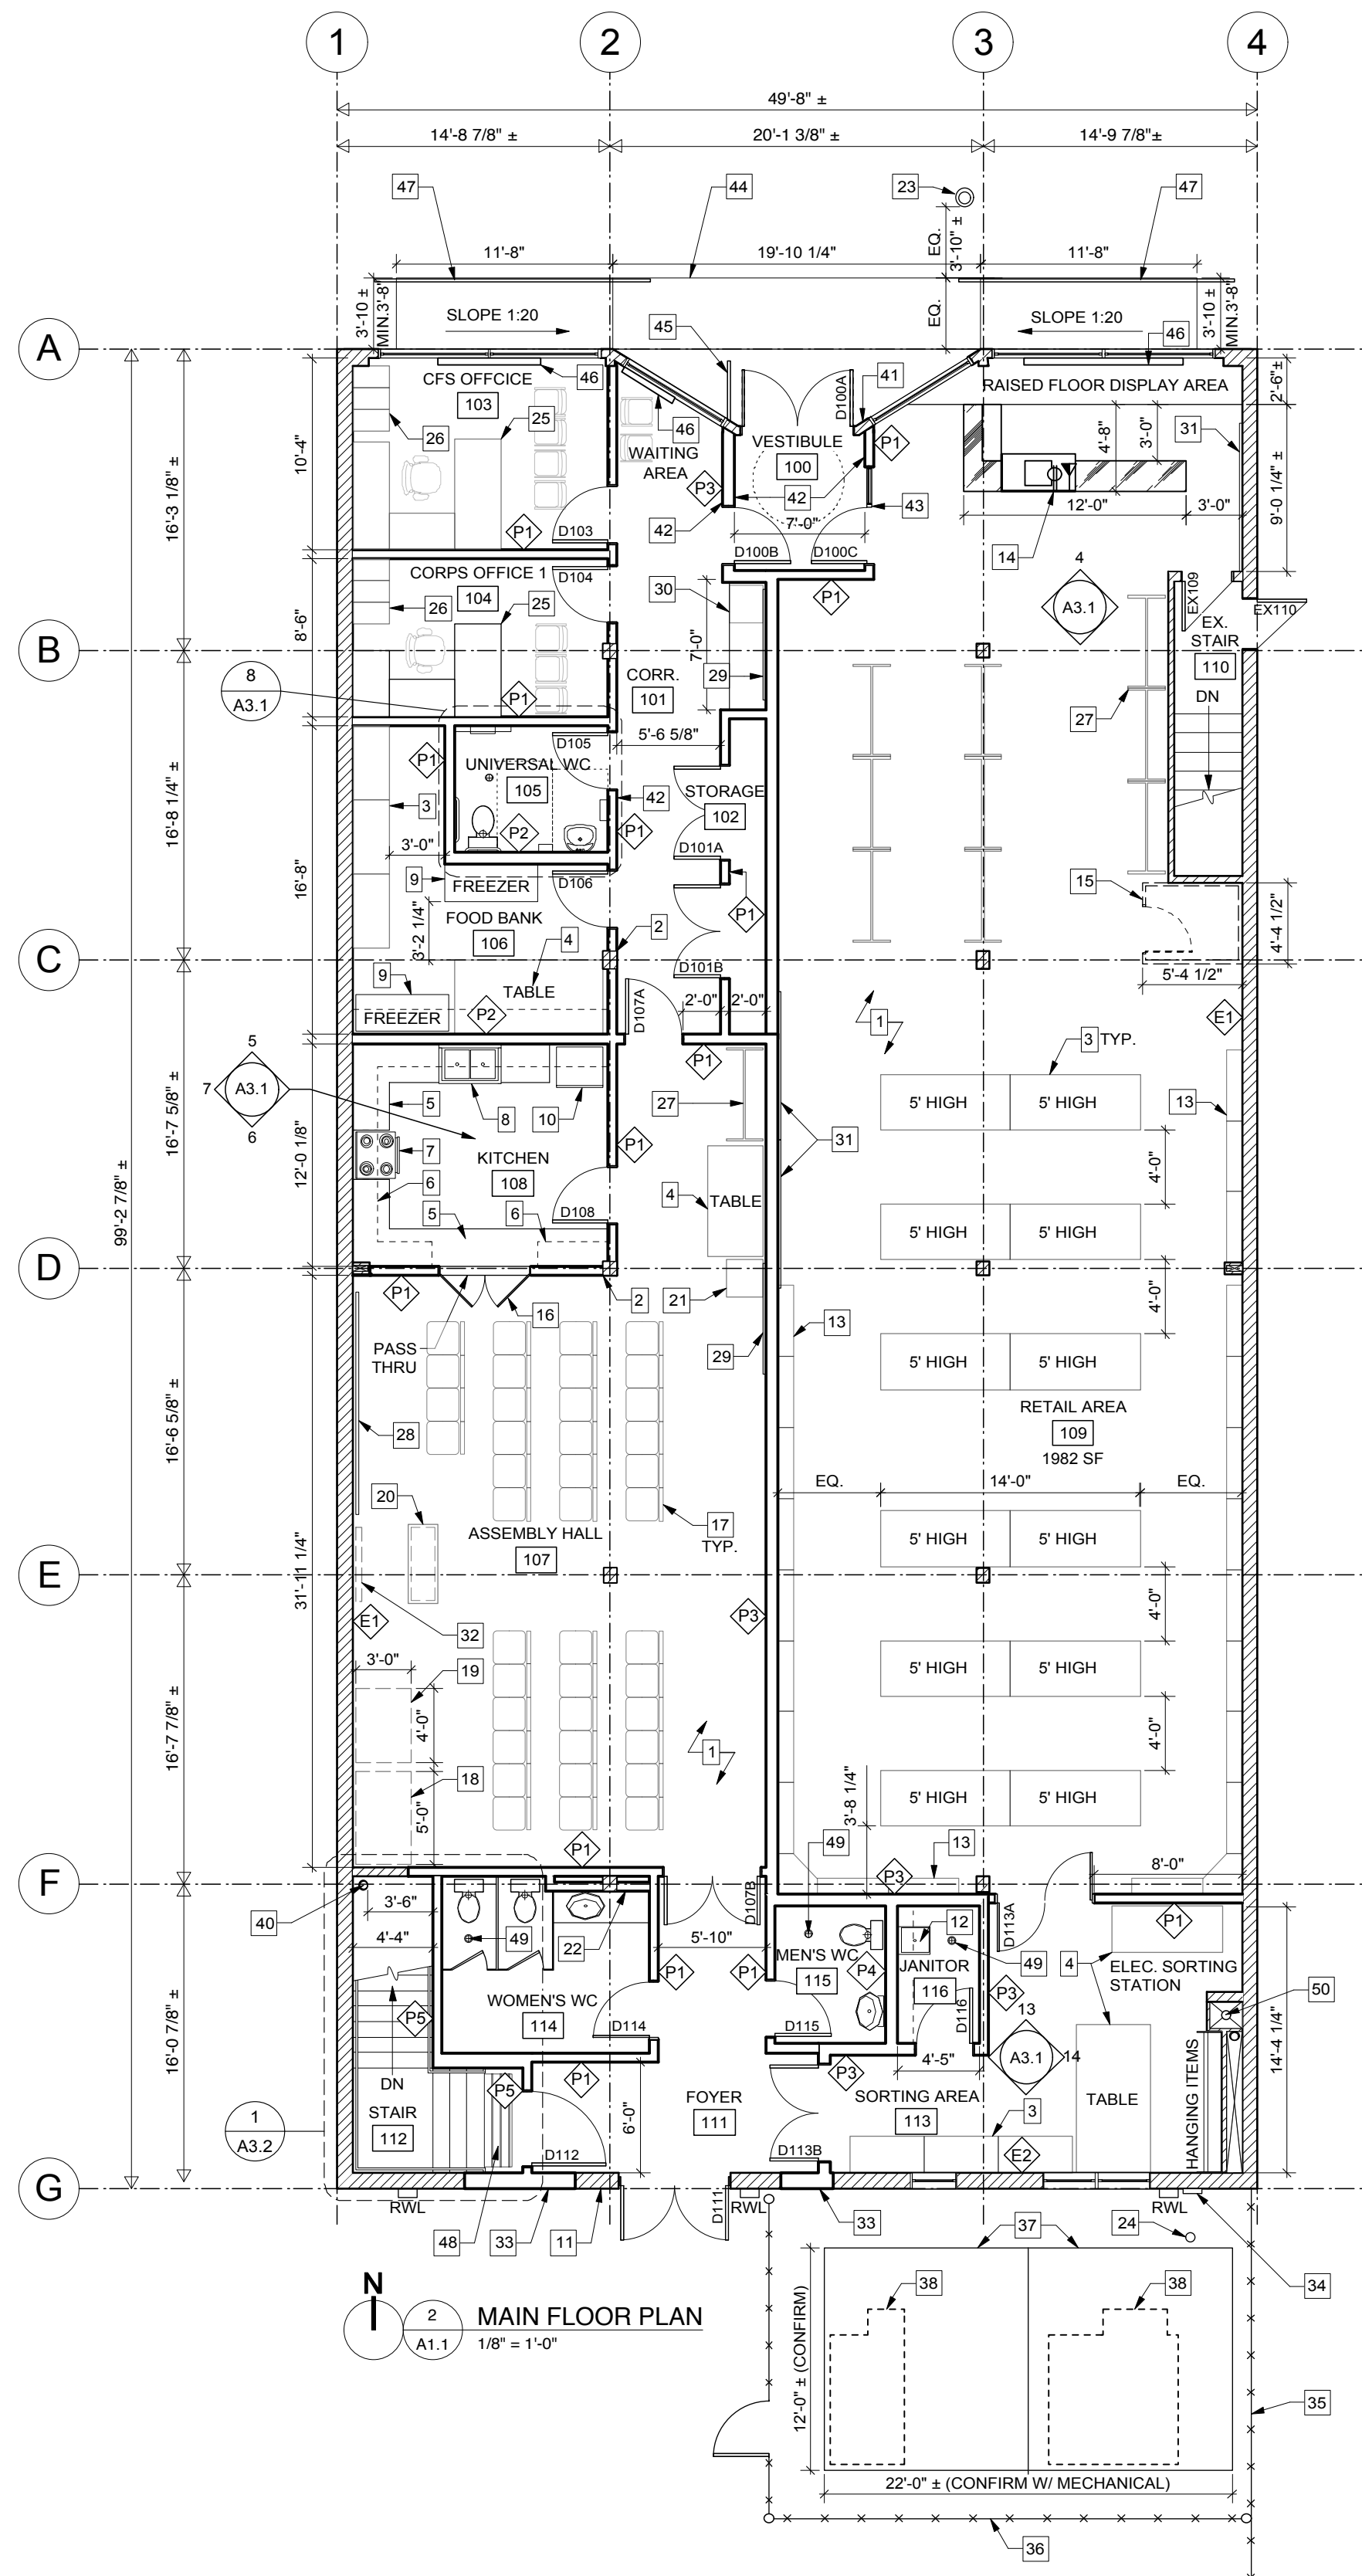 1
2
3
4
49'-8" ±
14'-8 7/8" ±
20'-1 3/8" ±
14'-9 7/8"±
47
44
23
47
EQ.
3'-10" ±
11'-8"
19'-10 1/4"
11'-8"
3'-10 ±
MIN.3'-8"
SLOPE 1:20
45
EQ.
SLOPE 1:20
46
3'-10 ±
MIN.3'-8"
A
CFS OFFCICE
103
46
25
26
46
WAITING
AREA
D100A
41
VESTIBULE
100
P1
P3
42
42
43
7'-0"
RAISED FLOOR DISPLAY AREA
2'-6"±
31
4'-8"
3'-0"
12'-0"
3'-0"
9'-0 1/4" ±
14
10'-4"
16'-3 1/8" ±
P1
D103
D100B
D100C
CORPS OFFICE 1
104
D104
25
26
30
P1
4
A3.1
EX109
EX110
EX.
STAIR
110
DN
8'-6"
7'-0"
B
8
A3.1
P1
CORR.
101
29
27
5'-6 5/8"
D105
P1
UNIVERSAL WC
105
42
STORAGE
102
3
P2
P1
3'-0"
D101A
16'-8 1/4" ±
16'-8"
9
FREEZER
D106
P1
15
4'-4 1/2"
FOOD BANK
106
3'-2 1/4"
4
2
C
D101B
5'-4 1/2"
9
FREEZER
TABLE
P2
D107A
2'-0"
2'-0"
1
E1
5
7
A3.1
6
P1
3 TYP.
5
8
10
27
5' HIGH
5' HIGH
13
7
KITCHEN
108
P1
31
4'-0"
6
5
6
D108
4
TABLE
16'-7 5/8" ±
12'-0 1/8"
99'-2 7/8" ±
5' HIGH
5' HIGH
D
P1
16
2
21
13
4'-0"
PASS
THRU
29
5' HIGH
5' HIGH
28
RETAIL AREA
109
1982 SF
16'-6 5/8" ±
EQ.
14'-0"
EQ.
20
17
TYP.
ASSEMBLY HALL
107
5' HIGH
5' HIGH
31'-11 1/4"
E
E1
32
P3
4'-0"
3'-0"
19
5' HIGH
5' HIGH
4'-0"
1
4'-0"
16'-7 7/8" ±
18
5'-0"
5' HIGH
5' HIGH
3'-8 1/4"
P1
49
13
P3
8'-0"
F
40
3'-6"
D107B
D113A
P1
4'-4"
49
22
5'-10"
12
MEN'S WC
115
P4
JANITOR
116
49
4
ELEC. SORTING
STATION
P1
P1
P3
50
WOMEN'S WC
114
P5
D114
D115
D116
13
A3.1
14
14'-4 1/4"
16'-0 7/8" ±
4'-5"
DN
P5
P1
P3
STAIR
112
FOYER
111
SORTING AREA
113
3
TABLE
HANGING ITEMS
1
A3.2
6'-0"
D112
D113B
E2
G
RWL
D111
RWL
RWL
48
33
11
33
37
24
34
N
2
A1.1
MAIN FLOOR PLAN
1/8" = 1'-0"
38
38
12'-0" ± (CONFIRM)
35
22'-0" ± (CONFIRM W/ MECHANICAL)
36